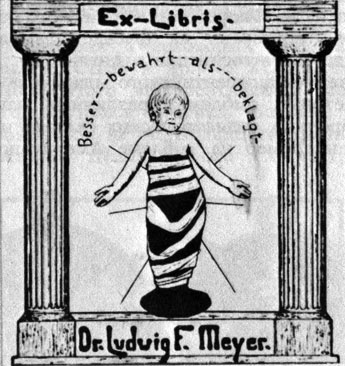 Ex-Libris.
Besser---bewahrt--als---beklagt-
Dr. Ludwig F. Meyer.